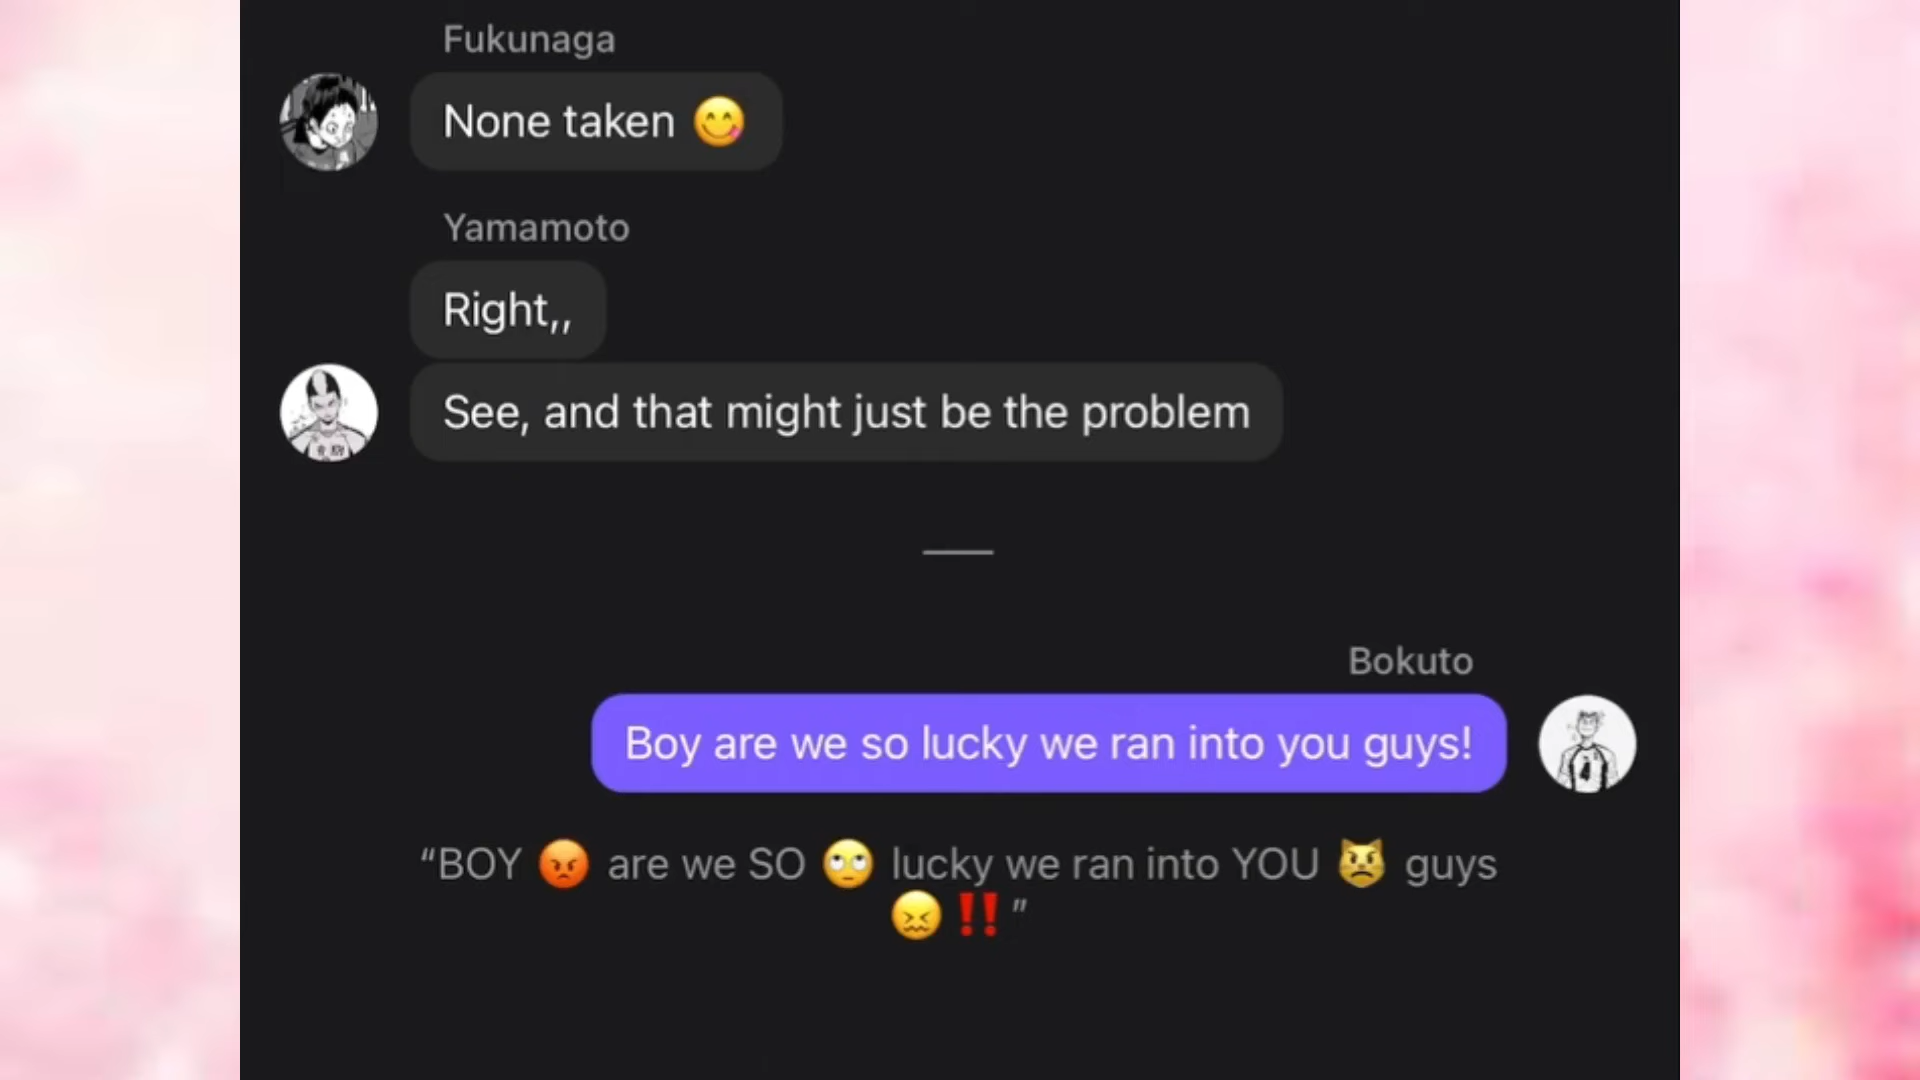 Fukunaga
None taken 😋
Yamamoto
Right,,
See, and that might just be the problem
Bokuto
Boy are we so lucky we ran into you guys!
“BOY 😡 are we SO 🙄 lucky we ran into YOU 😾 guys
😖‼️”